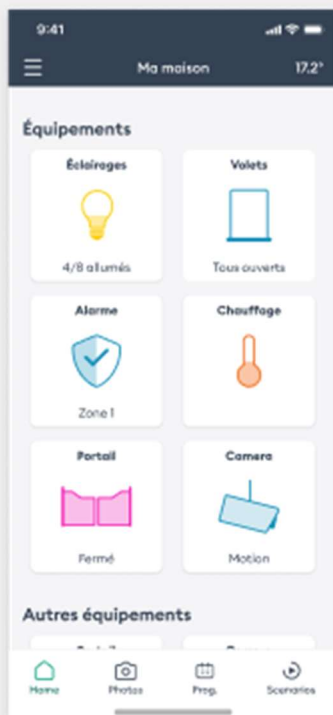 9:41
Ma maison 17.2°
Équipements
Éclairages Volets
4/8 allumés Tous ouverts
Alarme Chauffage
Zone 1
Portail Camera
Fermé Motion
Autres équipements
Home Photos Prog. Scenarios